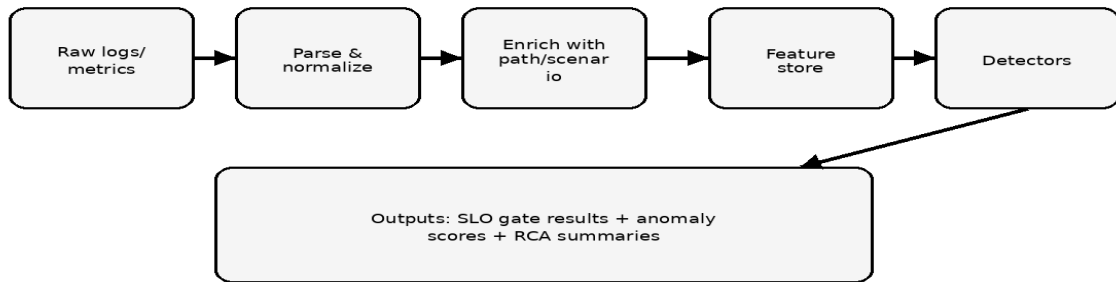 Raw logs/
metrics
Parse &
normalize
Enrich with
path/scenar
io
Feature
store
Detectors
Outputs: SLO gate results + anomaly
scores + RCA summaries